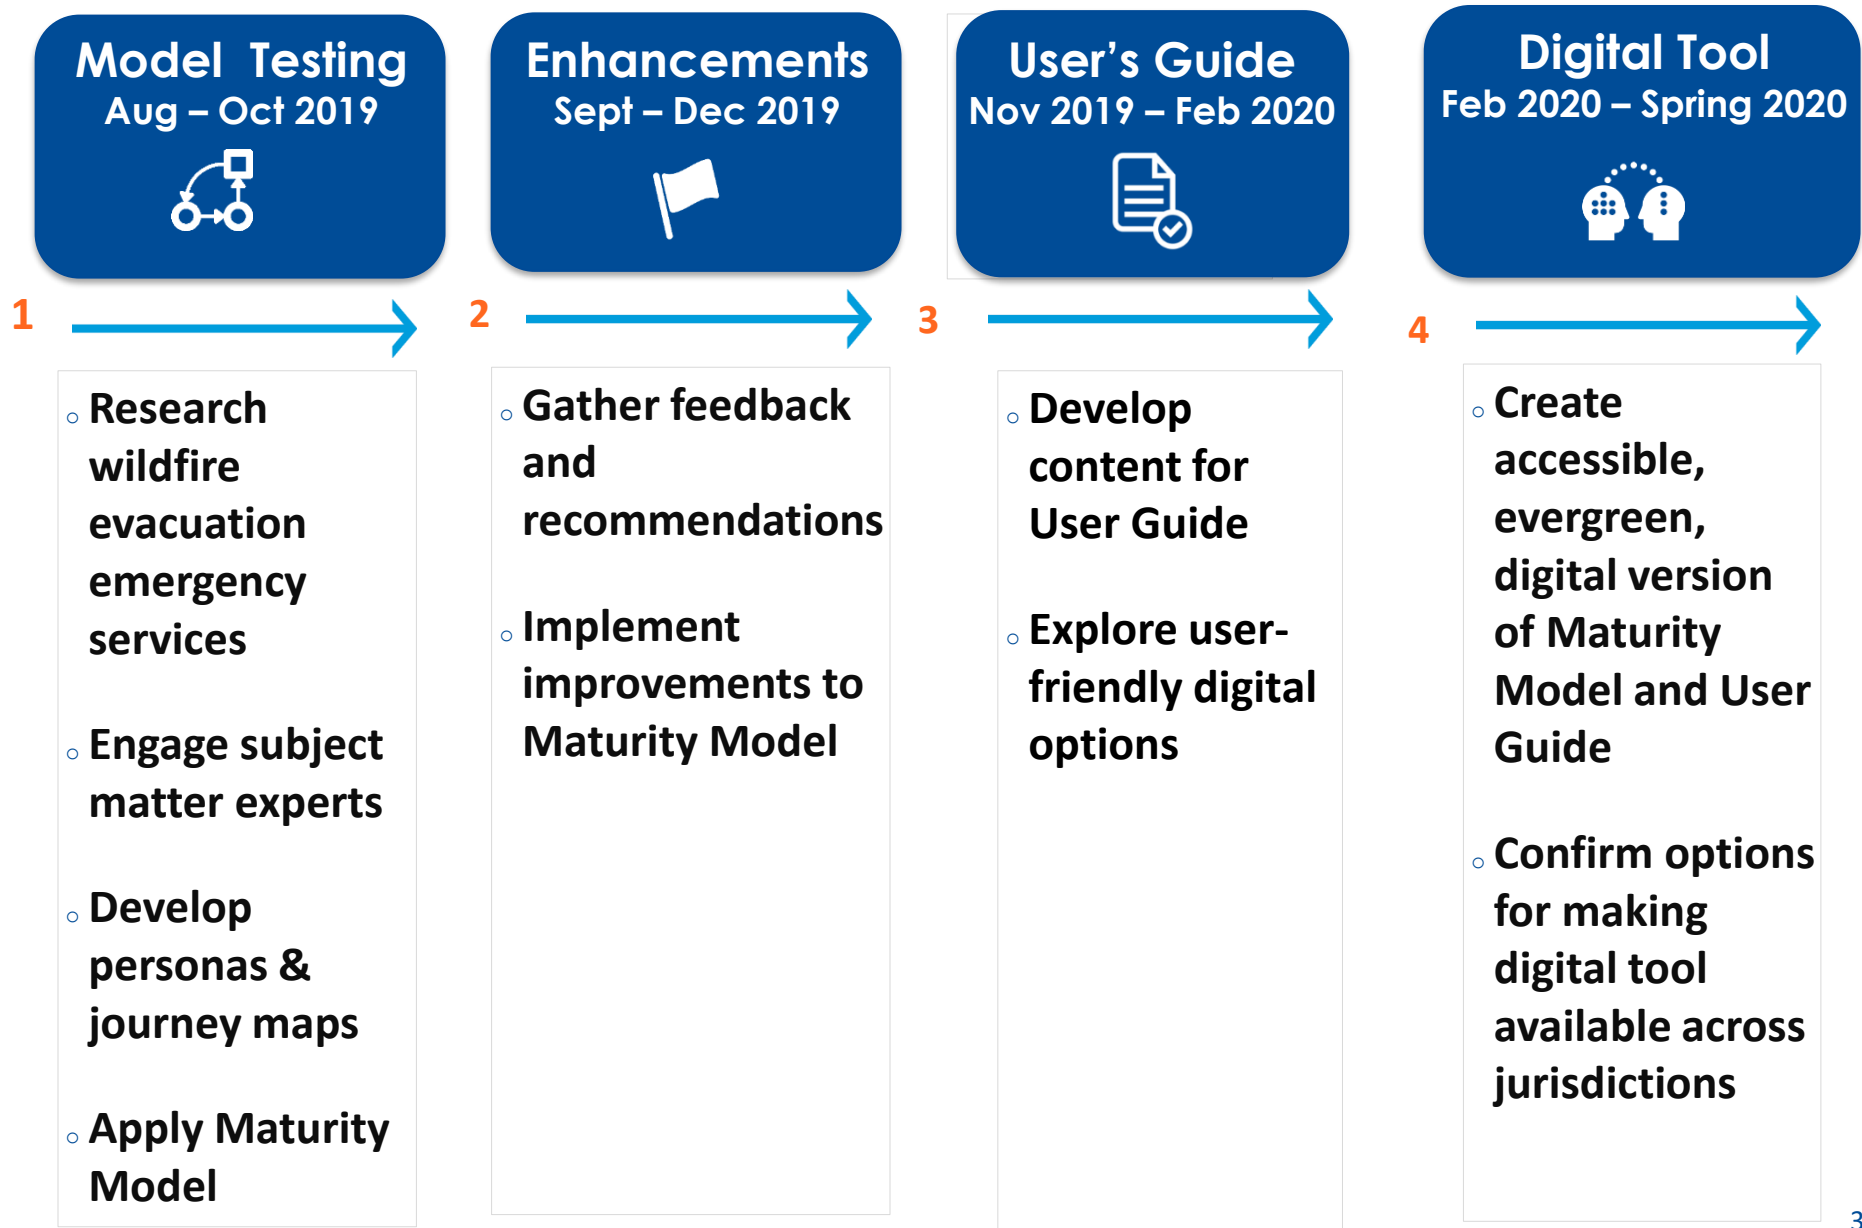 Model Testing
Aug – Oct 2019
Enhancements
Sept – Dec 2019
User's Guide
Nov 2019 – Feb 2020
Digital Tool
Feb 2020 – Spring 2020
1
2
3
4
Research
wildfire
evacuation
emergency
services
Engage subject
matter experts
Develop
personas &
journey maps
Apply Maturity
Model
Gather feedback
and
recommendations
Implement
improvements to
Maturity Model
Develop
content for
User Guide
Explore user-
friendly digital
options
Create
accessible,
evergreen,
digital version
of Maturity
Model and User
Guide
Confirm options
for making
digital tool
available across
jurisdictions
3